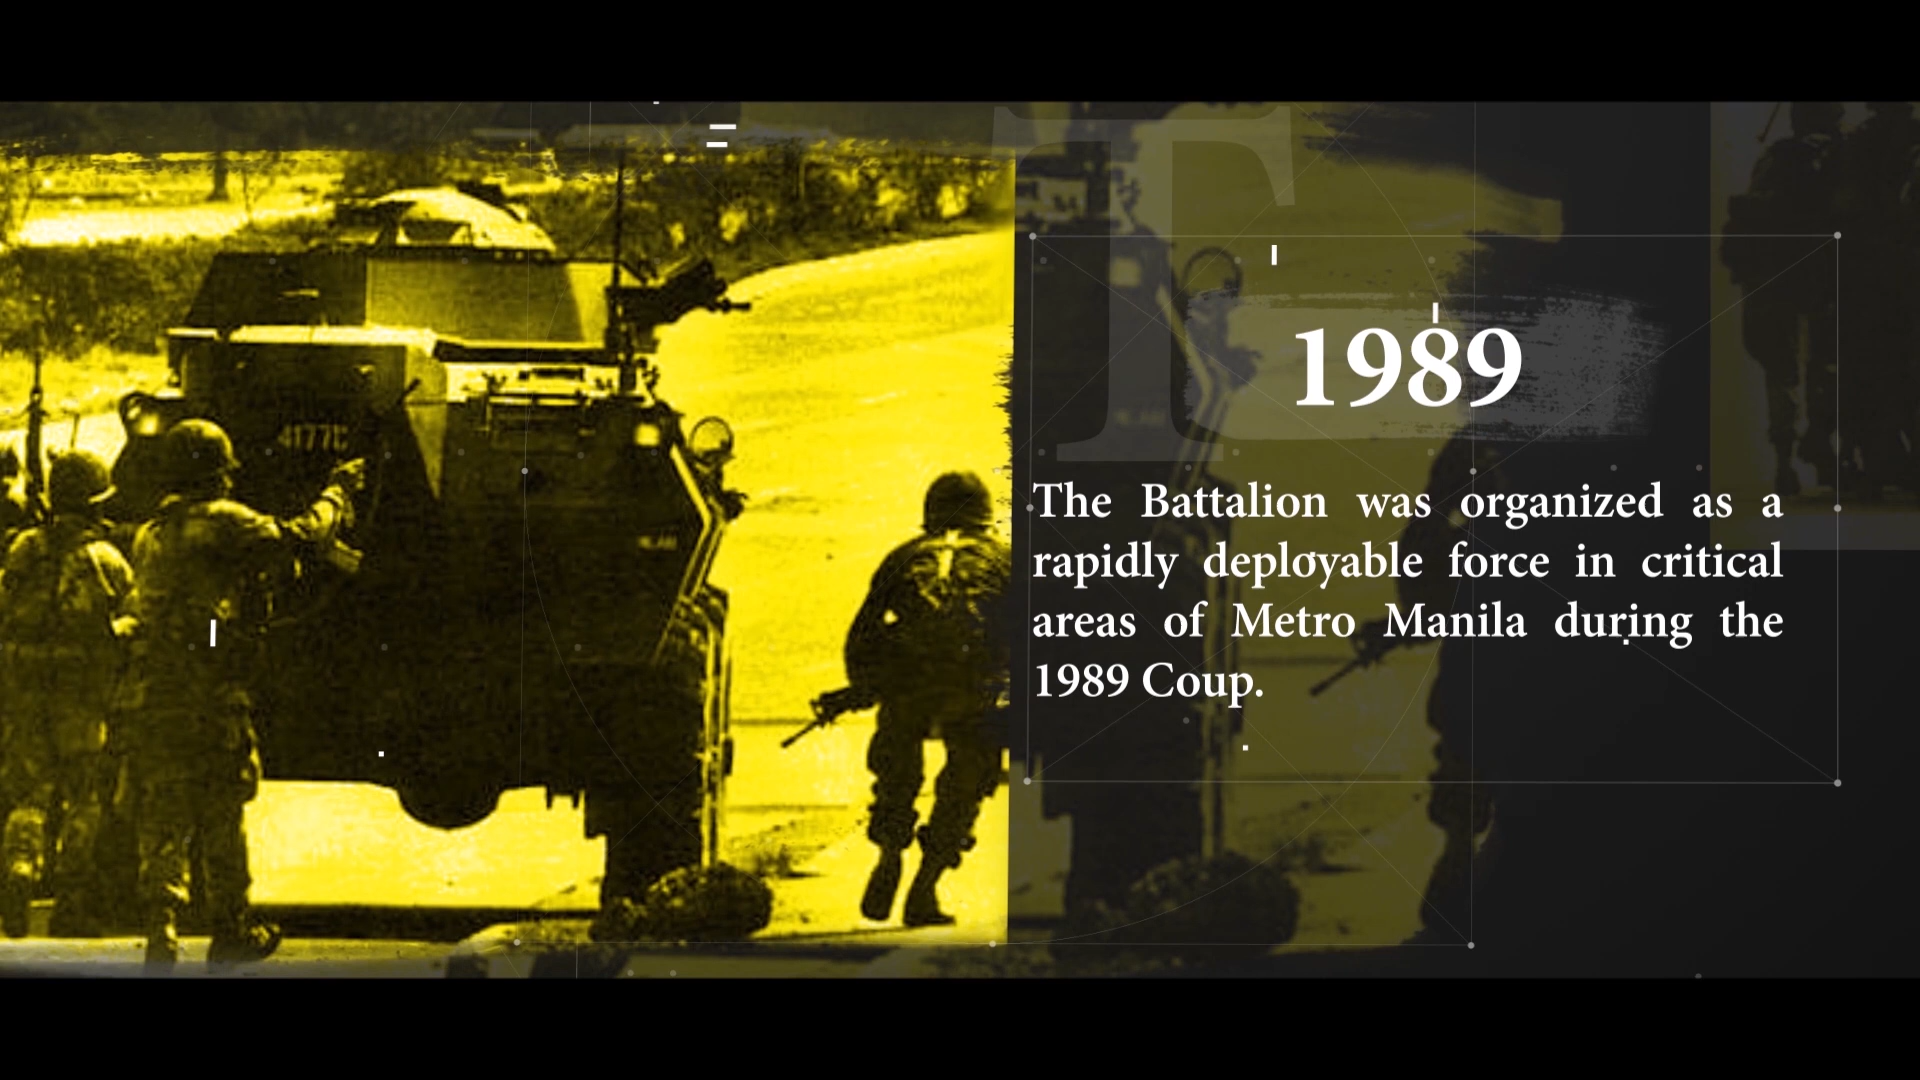 1989
The Battalion was organized as a
rapidly deployable force in critical
areas of Metro Manila during the
1989 Coup.